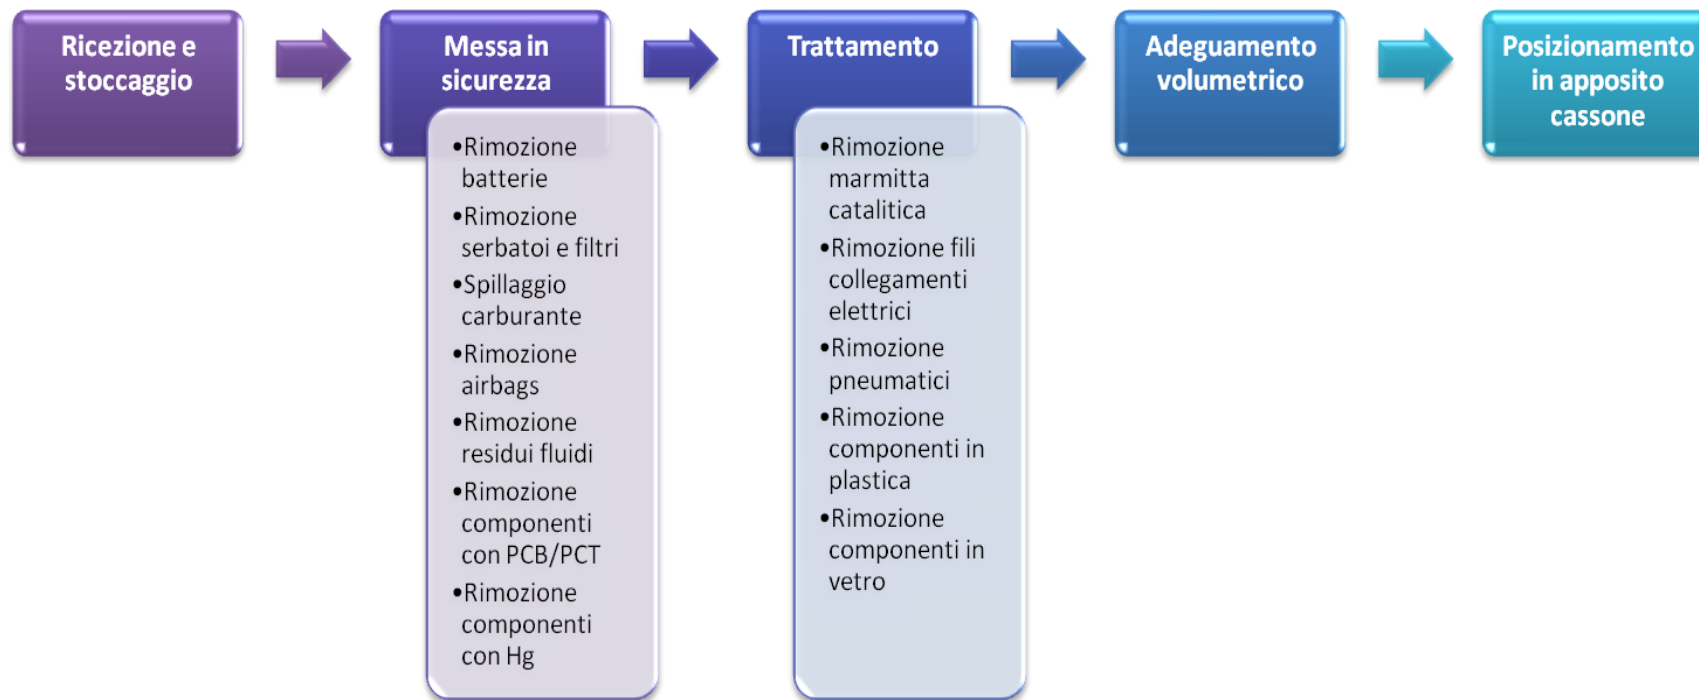 Ricezione e
stoccaggio
Messa in
sicurezza
•Rimozione
batterie
•Rimozione
serbatoi e filtri
•Spillaggio
carburante
•Rimozione
airbags
•Rimozione
residui fluidi
•Rimozione
componenti
con PCB/PCT
•Rimozione
componenti
con Hg
Trattamento
•Rimozione
marmitta
catalitica
•Rimozione fili
collegamenti
elettrici
•Rimozione
pneumatici
•Rimozione
componenti in
plastica
•Rimozione
componenti in
vetro
Adeguamento
volumetrico
Posizionamento
in apposito
cassone